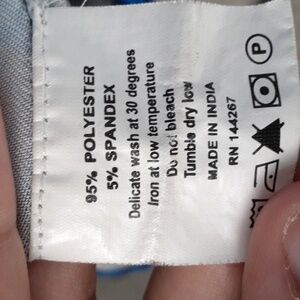 95% POLYESTER
5% SPANDEX
Delicate wash at 30 degrees
Iron at low temperature
Do not bleach
Tumble dry low
MADE IN INDIA
RN 144267
P